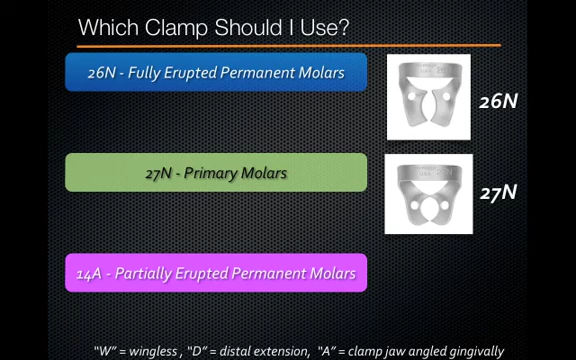 Which Clamp Should I Use?
26N - Fully Erupted Permanent Molars
26N
27N - Primary Molars
27N
14A - Partially Erupted Permanent Molars
"W" = wingless , "D" = distal extension, "A" = clamp jaw angled gingivally